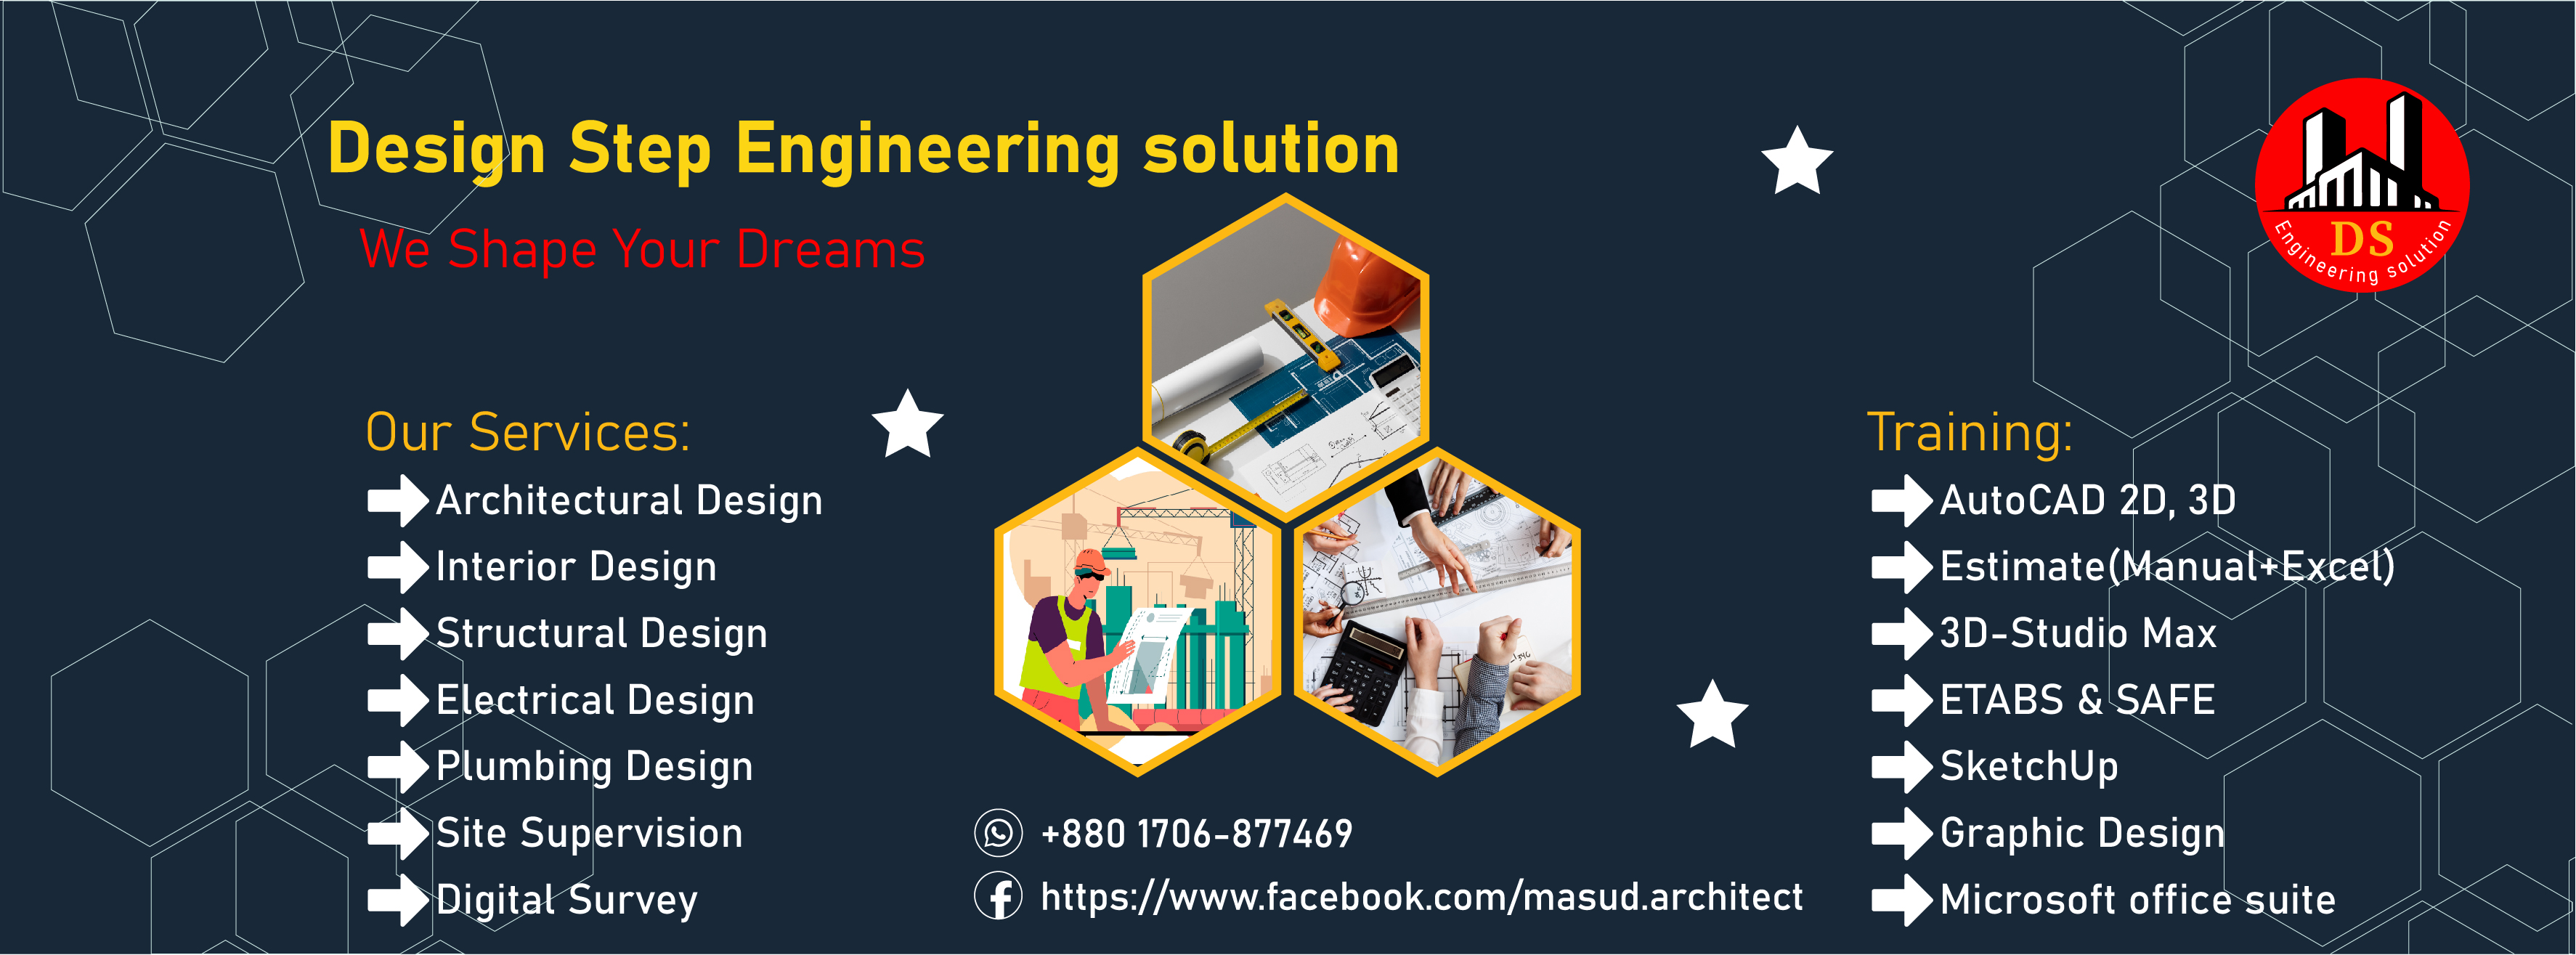 Design Step Engineering solution
We Shape Your Dreams
DS
Engineering solution
Our Services:
Architectural Design
Interior Design
Structural Design
Electrical Design
Plumbing Design
Site Supervision
Digital Survey
+880 1706-877469
https://www.facebook.com/masud.architect
Training:
AutoCAD 2D, 3D
Estimate(Manual+Excel)
3D-Studio Max
ETABS & SAFE
SketchUp
Graphic Design
Microsoft office suite